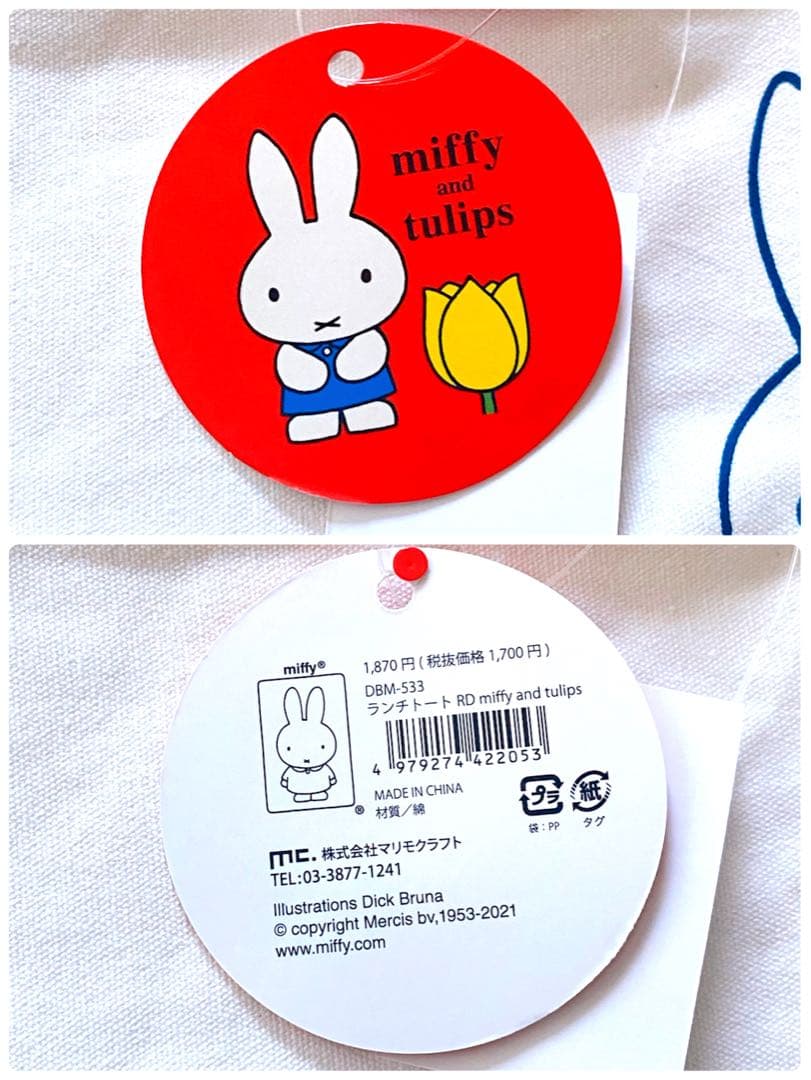 miffy
and
tulips
miffy®
1,870円(税抜価格1,700円)
DBM-533
ランチトート RD miffy and tulips
4 979274 422053
MADE IN CHINA
材質/綿
®
プラ
紙
袋:PP
タグ
mc. 株式会社マリモクラフト
TEL:03-3877-1241
Illustrations Dick Bruna
© copyright Mercis bv,1953-2021
www.miffy.com